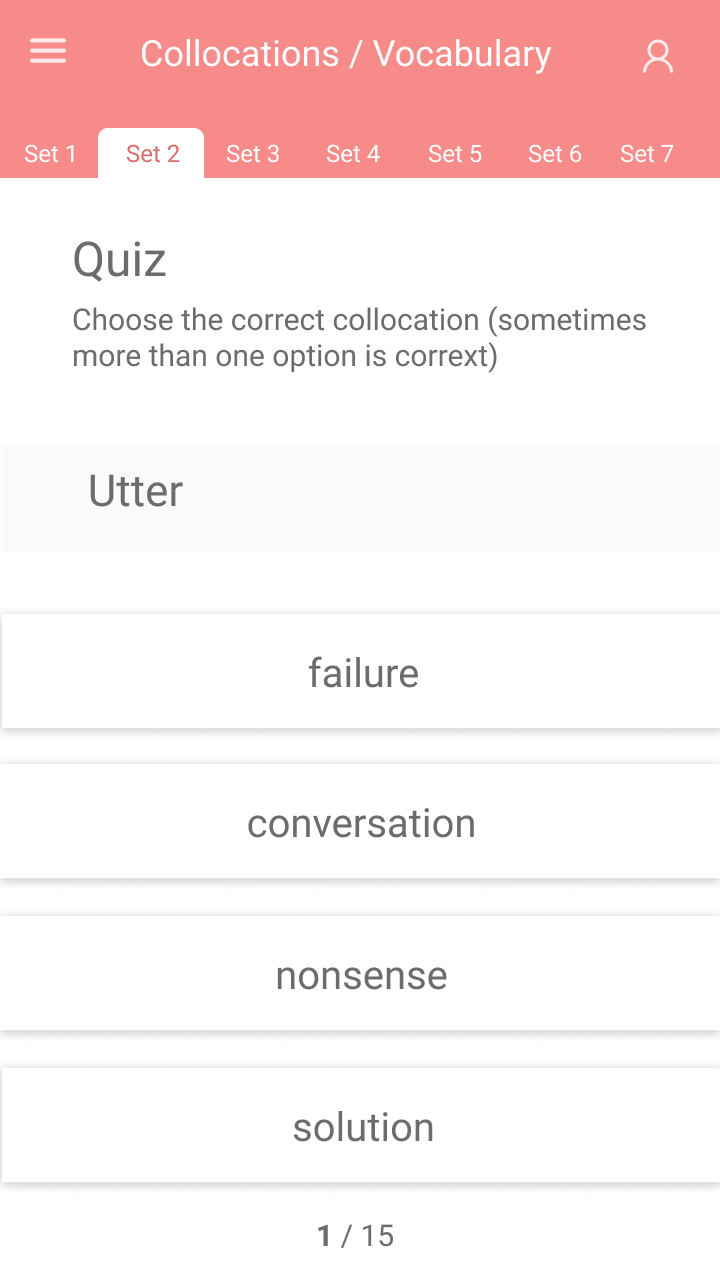 Collocations / Vocabulary
Set 1 Set 2 Set 3 Set 4 Set 5 Set 6 Set 7
Quiz
Choose the correct collocation (sometimes
more than one option is corrext)
Utter
failure
conversation
nonsense
solution
1 / 15